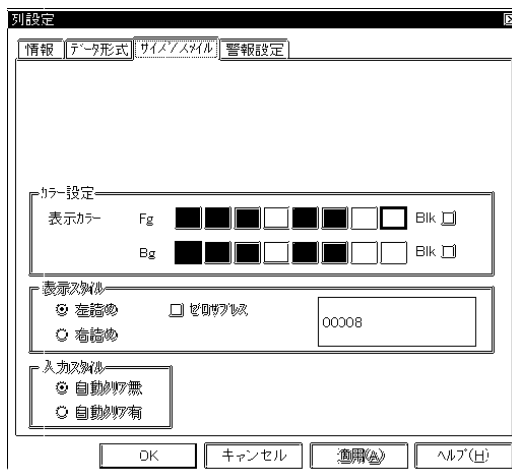 列設定
情報 データ形式 サイズ/スタイル 警報設定
カラー設定
表示カラー Fg Blk
Bg Blk
表示スタイル
左詰め ゼロサプレス
00008
右詰め
入力スタイル
自動クリア無
自動クリア有
OK キャンセル 適用(A) ヘルプ(H)